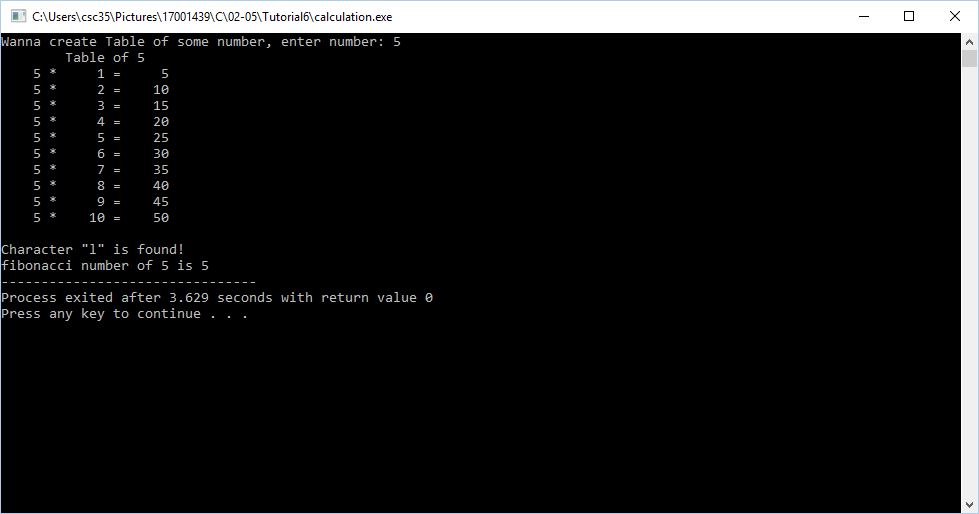 C:\Users\csc35\Pictures\17001439\C\02-05\Tutorial6\calculation.exe
Wanna create Table of some number, enter number: 5
        Table of 5
    5 *     1 =     5
    5 *     2 =    10
    5 *     3 =    15
    5 *     4 =    20
    5 *     5 =    25
    5 *     6 =    30
    5 *     7 =    35
    5 *     8 =    40
    5 *     9 =    45
    5 *    10 =    50
Character "l" is found!
fibonacci number of 5 is 5
--------------------------------
Process exited after 3.629 seconds with return value 0
Press any key to continue . . .